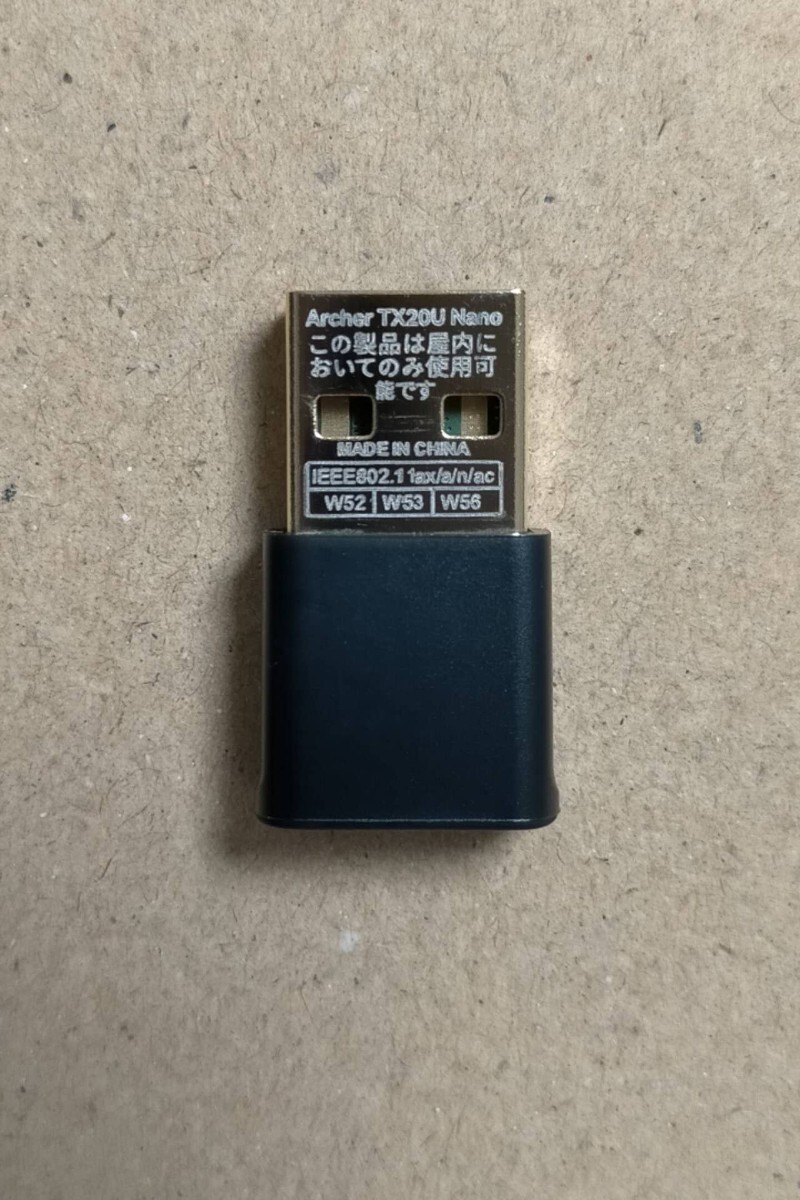 Archer TX20U Nano
この製品は屋内に
おいてのみ使用可
能です
MADE IN CHINA
IEEE802.11ax/a/n/ac
W52 W53 W56